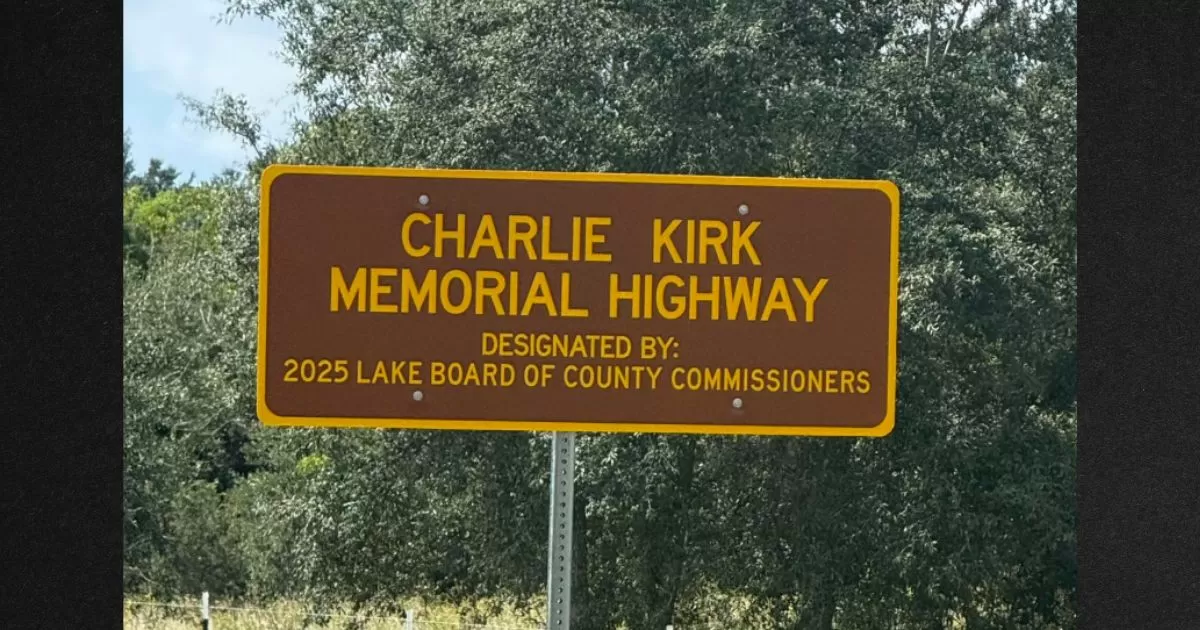 CHARLIE KIRK
MEMORIAL HIGHWAY
DESIGNATED BY:
2025 LAKE BOARD OF COUNTY COMMISSIONERS